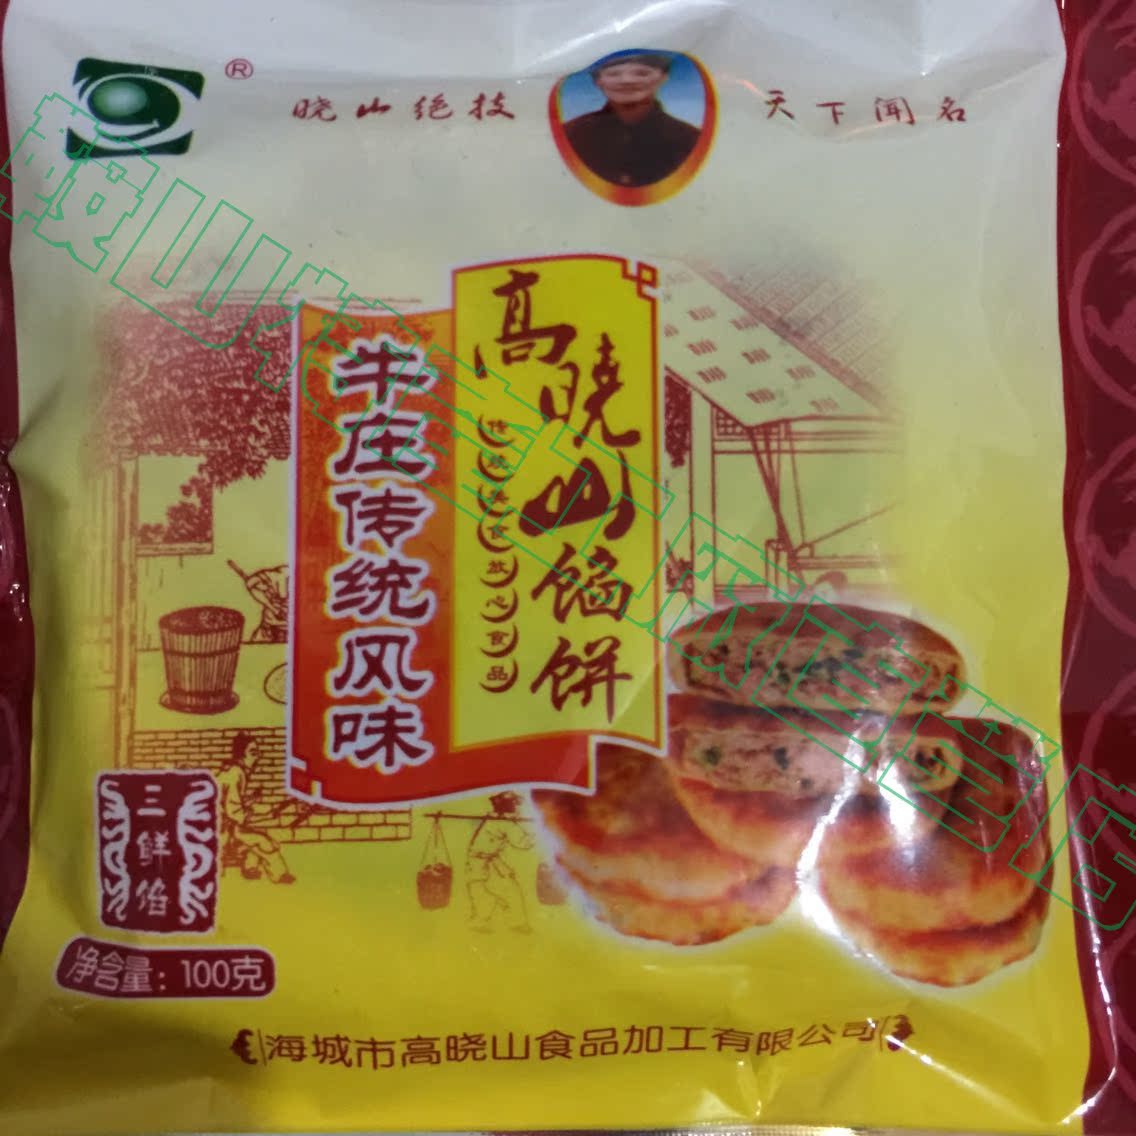 ®
晓山绝技
天下闻名
高晓山馅饼
传统美食放心食品
牛庄传统风味
三鲜馅
净含量：100克
海城市高晓山食品加工有限公司